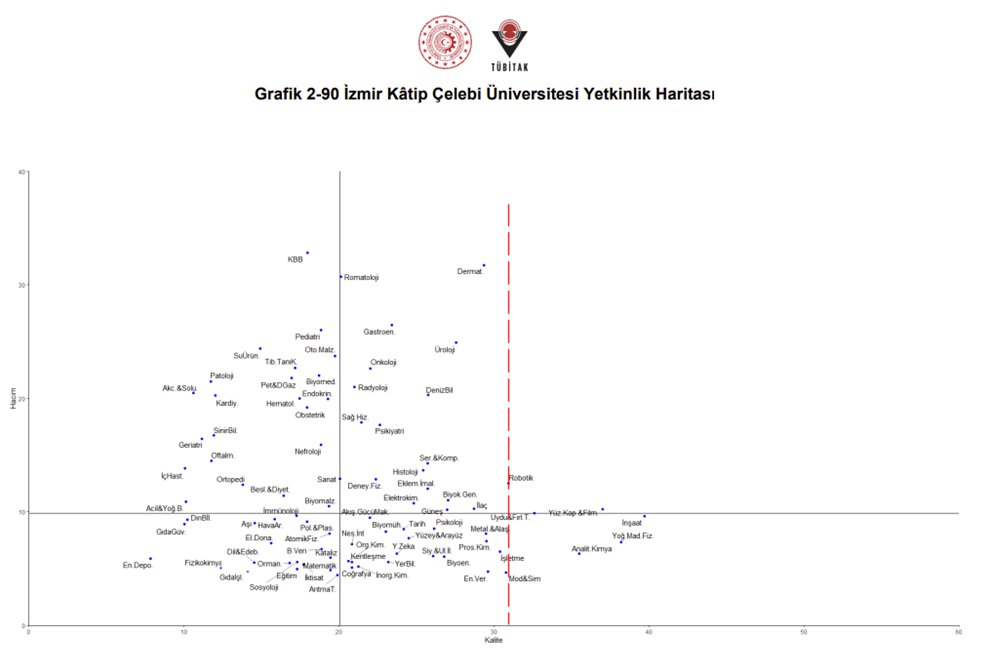 TÜBİTAK
Grafik 2-90 İzmir Kâtip Çelebi Üniversitesi Yetkinlik Haritası
40
KBB
Dermat.
Romatoloji
30
Gastroen.
Pediatri
Üroloji
Oto.Malz.
SuÜrün.
Tıb.TanıK.
Onkoloji
Patoloji
Pet&DGaz
Biyomed.
Radyoloji
Akc.&Solu.
DenizBil
Endokrin.
Hacim
20
Kardiy.
Hematol.
Obstetrik
Sağ.Hiz.
SinirBil.
Psikiyatri
Geriatri
Nefroloji
Oftalm.
Ser.&Komp.
İçHast.
Histoloji
Robotik
Ortopedi
Sanat
Deney.Fiz.
Eklem.İmal.
Besl.&Diyet.
Biyok.Gen.
Acil&Yoğ.B.
Biyomalz.
Elektrokim.
İlaç
İmmünoloji
Akış.GücüMak.
Güneş
Yüz.Kap.&Film.
10
DinBil.
Uydu&Fırl.T.
Aşı
HavaAr.
Pol.&Plas.
Biyomüh.
Tarih
Psikoloji
İnşaat
GıdaGüv.
Nes.İnt
Metal.&Alaş.
El.Dona.
AtomikFiz.
Yüzey&Arayüz
Yoğ.Mad.Fiz.
Org.Kim.
Y.Zeka
Pros.Kim.
Dil&Edeb.
B.Veri
Katalız
Siy.&Ul.İl.
Analit.Kimya
Kentleşme
İşletme
En.Depo.
Fizikokimya
Orman.
Matematik
YerBil.
Biyoen.
Gıdaİşl.
Eğitim
İktisat
Coğrafya
İnorg.Kim.
En.Ver.
Mod&Sim
Sosyoloji
ArıtmaT.
0
0
10
20
30
40
50
60
Kalite